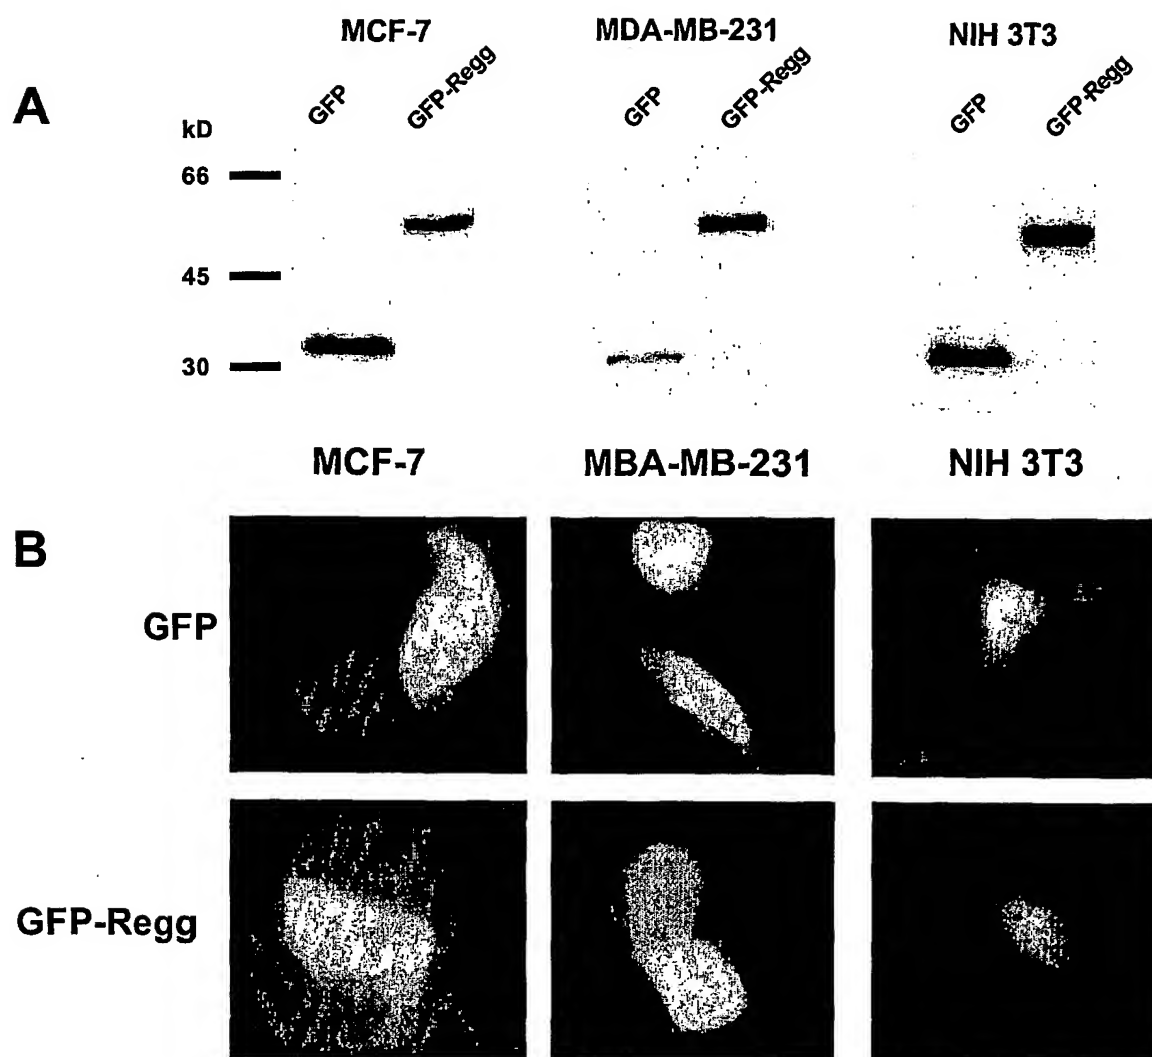 MCF-7 MDA-MB-231 NIH 3T3
A
GFP GFP-Regg GFP GFP-Regg GFP GFP-Regg
kD
66
45
30
MCF-7 MBA-MB-231 NIH 3T3
B
GFP
GFP-Regg